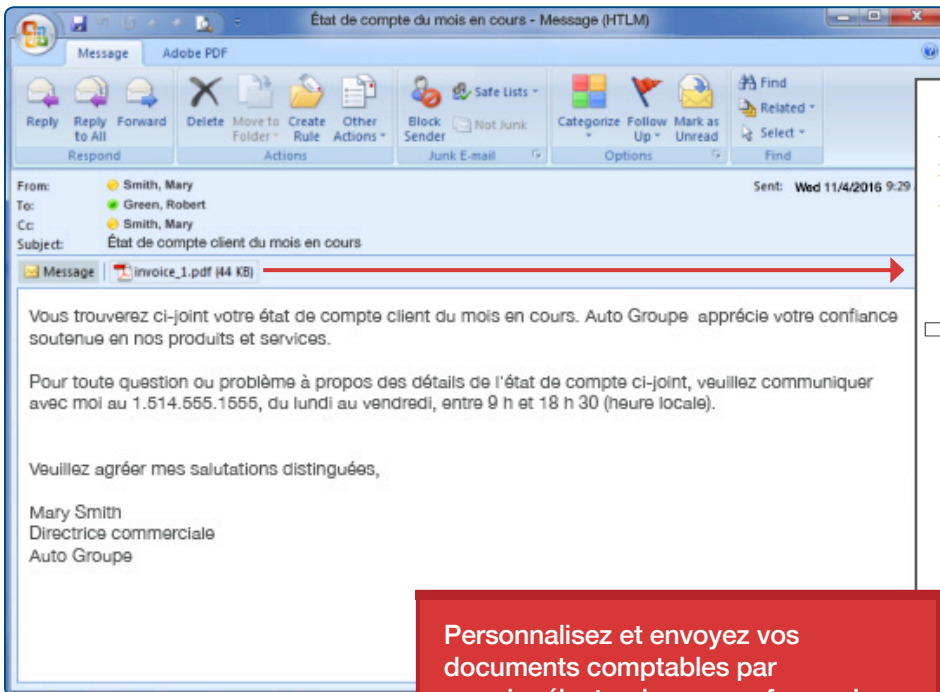 État de compte du mois en cours - Message (HTLM)
Message Adobe PDF
Reply Reply to All Forward Delete Move to Folder Create Rule Other Actions Block Sender Safe Lists Not Junk Categorize Follow Up Mark as Unread Find Related Select
Respond Actions Junk E-mail Options Find
From: Smith, Mary Sent: Wed 11/4/2016 9:29
To: Green, Robert
Cc: Smith, Mary
Subject: État de compte client du mois en cours
Message invoice_1.pdf (44 KB)
Vous trouverez ci-joint votre état de compte client du mois en cours. Auto Groupe apprécie votre confiance
soutenue en nos produits et services.
Pour toute question ou problème à propos des détails de l'état de compte ci-joint, veuillez communiquer
avec moi au 1.514.555.1555, du lundi au vendredi, entre 9 h et 18 h 30 (heure locale).
Veuillez agréer mes salutations distinguées,
Mary Smith
Directrice commerciale
Auto Groupe
Personnalisez et envoyez vos
documents comptables par